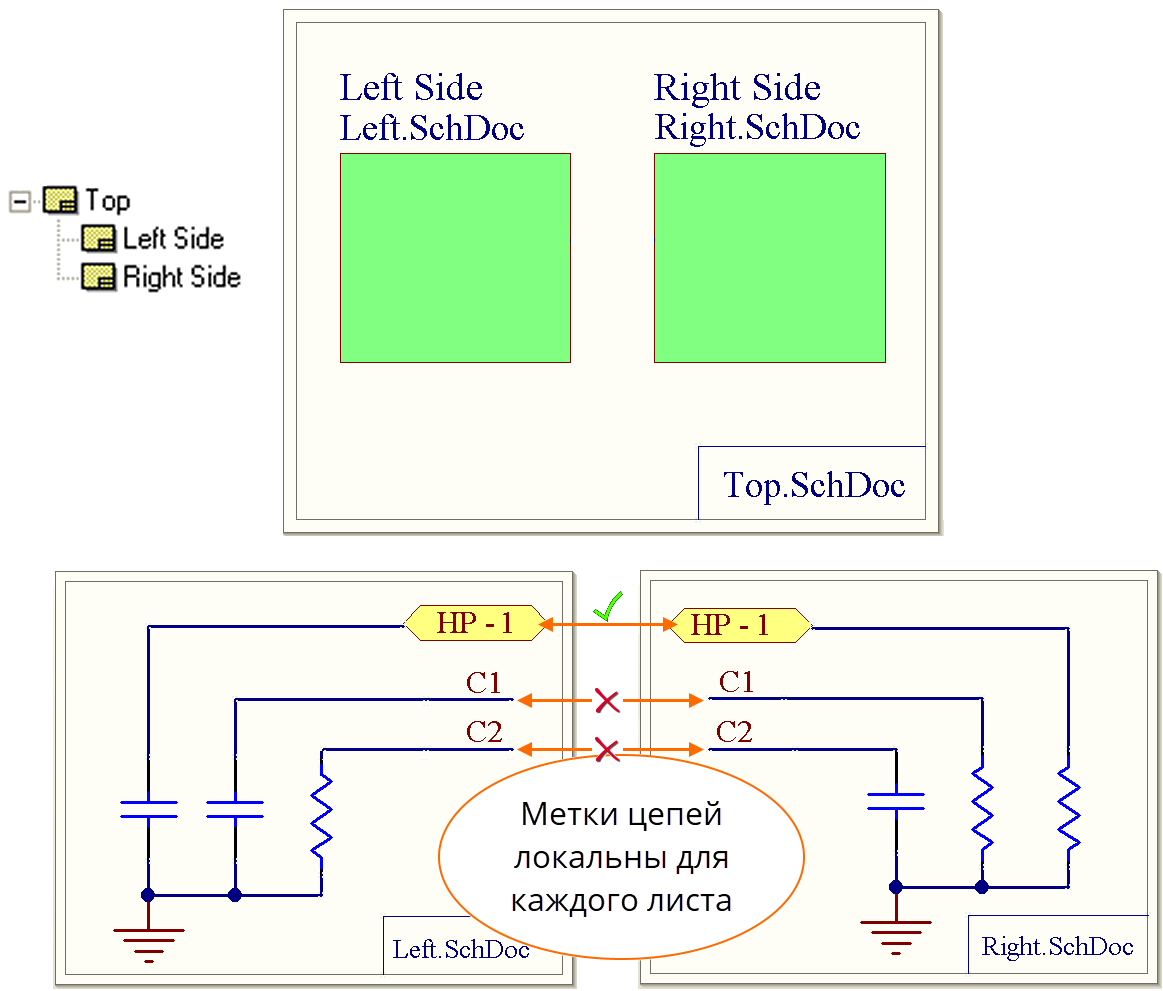 Top
Left Side
Right Side
Left Side
Left.SchDoc
Right Side
Right.SchDoc
Top.SchDoc
HP - 1
C1
C2
Left.SchDoc
HP - 1
C1
C2
Right.SchDoc
Метки цепей
локальны для
каждого листа